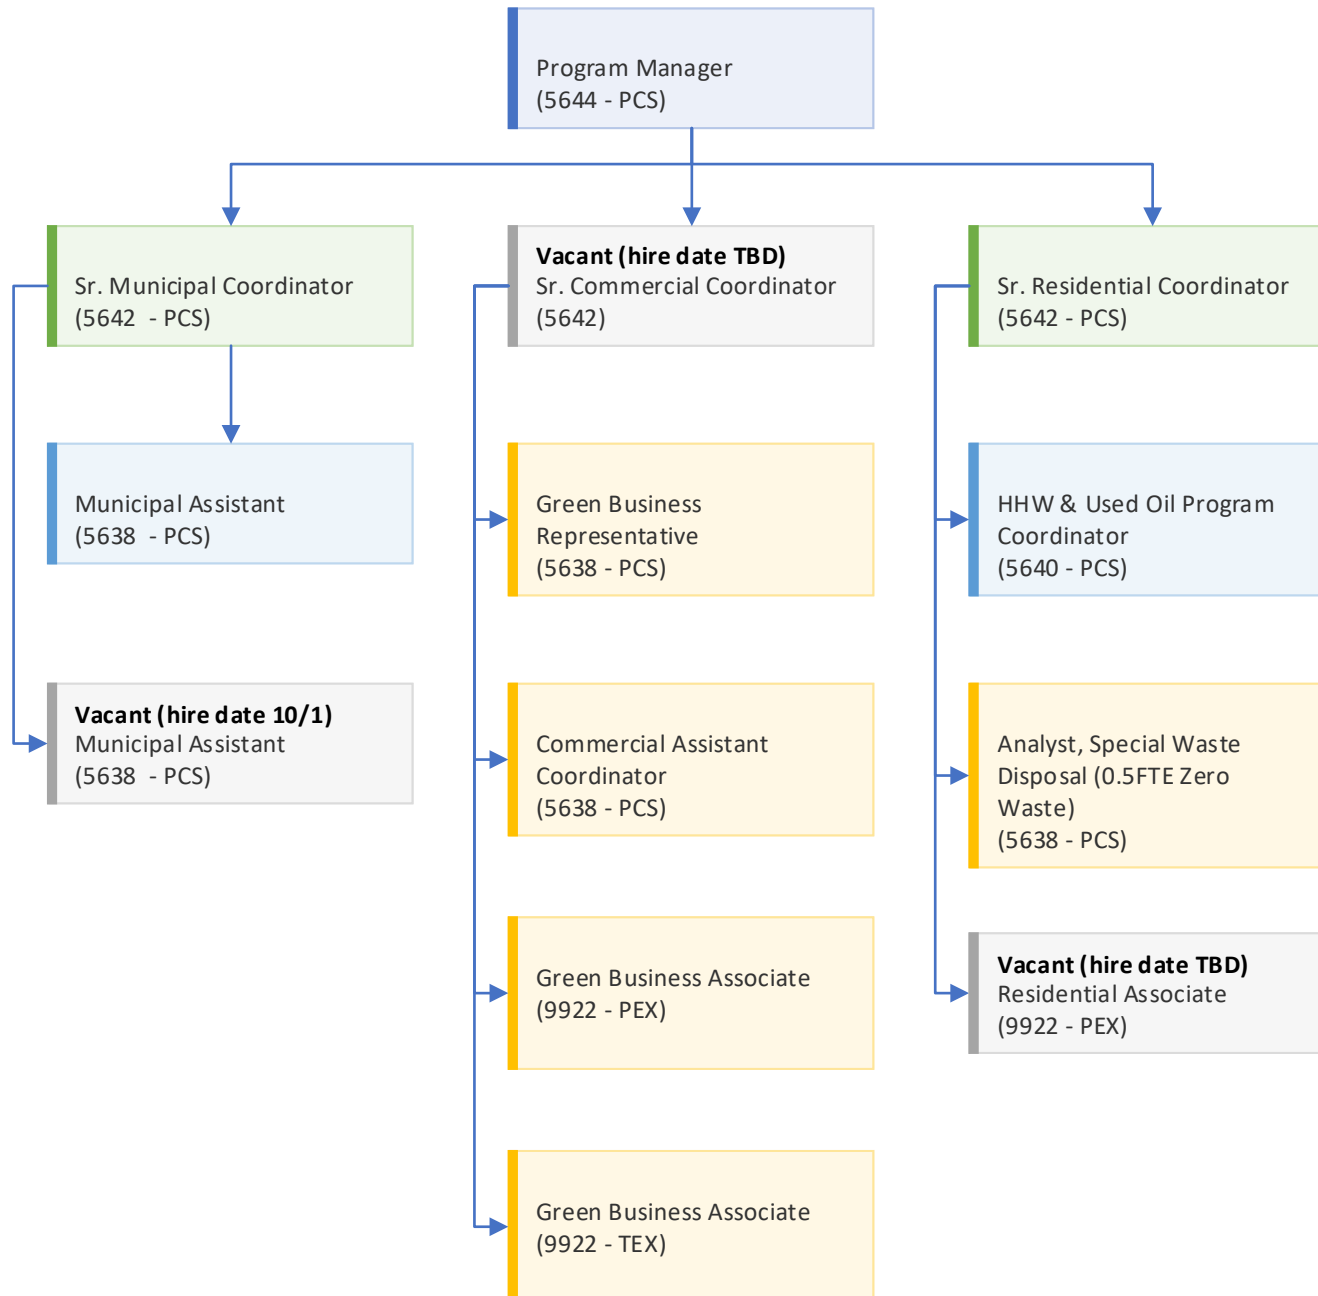 Program Manager
(5644 - PCS)
Sr. Municipal Coordinator
(5642  - PCS)
Vacant (hire date TBD)
Sr. Commercial Coordinator
(5642)
Sr. Residential Coordinator
(5642 - PCS)
Municipal Assistant
(5638  - PCS)
Green Business
Representative
(5638 - PCS)
HHW & Used Oil Program
Coordinator
(5640 - PCS)
Vacant (hire date 10/1)
Municipal Assistant
(5638  - PCS)
Commercial Assistant
Coordinator
(5638 - PCS)
Analyst, Special Waste
Disposal (0.5FTE Zero
Waste)
(5638 - PCS)
Green Business Associate
(9922 - PEX)
Vacant (hire date TBD)
Residential Associate
(9922 - PEX)
Green Business Associate
(9922 - TEX)